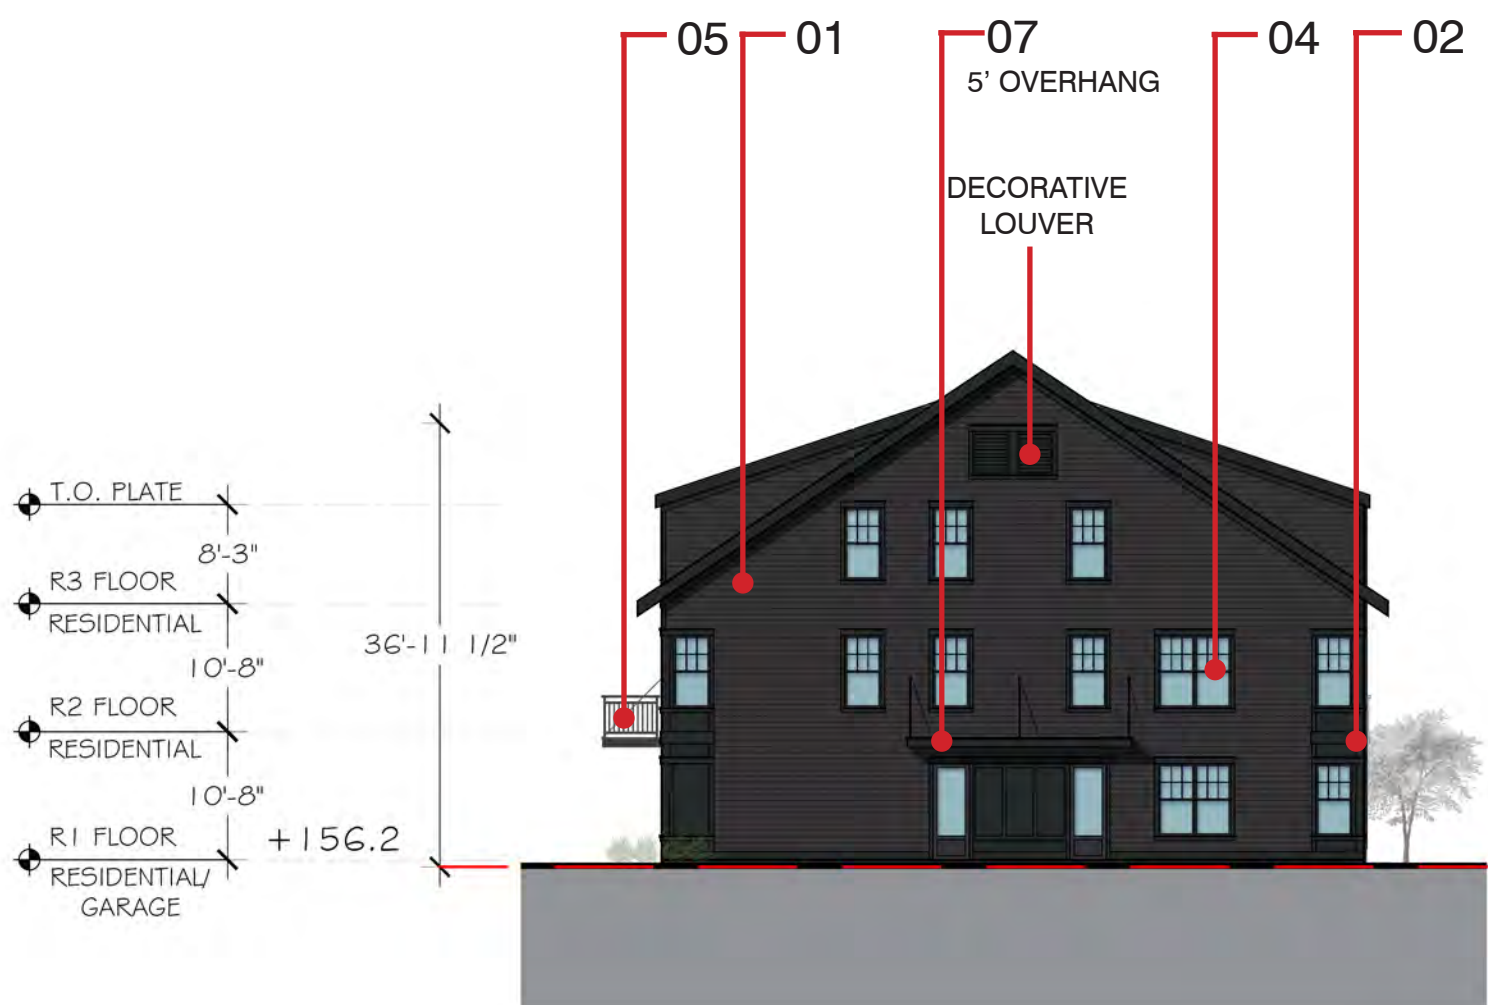 05 01 07 04 02
5’ OVERHANG
DECORATIVE
LOUVER
T.O. PLATE
8'-3"
R3 FLOOR
RESIDENTIAL
36'-11 1/2"
10'-8"
R2 FLOOR
RESIDENTIAL
10'-8"
R1 FLOOR
+156.2
RESIDENTIAL/
GARAGE